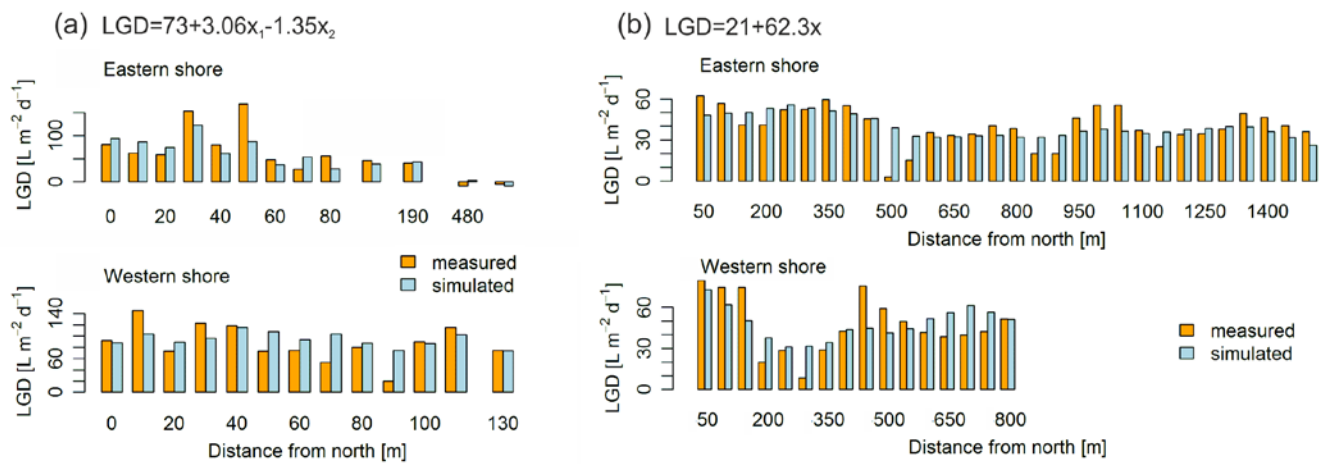 (a) LGD=73+3.06x₁-1.35x₂
Eastern shore
LGD [L m⁻² d⁻¹]
100
0
0 20 40 60 80 190 480
Western shore
measured
simulated
LGD [L m⁻² d⁻¹]
140
60
0
0 20 40 60 80 100 130
Distance from north [m]
(b) LGD=21+62.3x
Eastern shore
LGD [L m⁻² d⁻¹]
60
30
0
50 200 350 500 650 800 950 1100 1250 1400
Distance from north [m]
Western shore
LGD [L m⁻² d⁻¹]
60
30
0
50 200 350 500 650 800
Distance from north [m]
measured
simulated